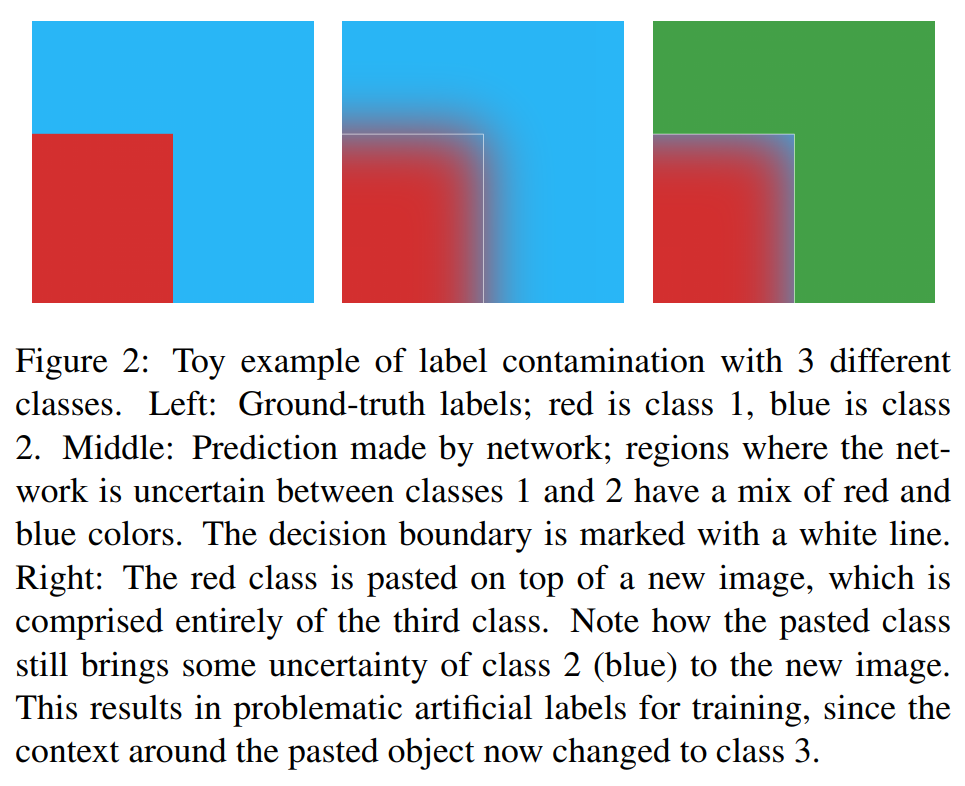 Figure 2: Toy example of label contamination with 3 different
classes. Left: Ground-truth labels; red is class 1, blue is class
2. Middle: Prediction made by network; regions where the net-
work is uncertain between classes 1 and 2 have a mix of red and
blue colors. The decision boundary is marked with a white line.
Right: The red class is pasted on top of a new image, which is
comprised entirely of the third class. Note how the pasted class
still brings some uncertainty of class 2 (blue) to the new image.
This results in problematic artificial labels for training, since the
context around the pasted object now changed to class 3.